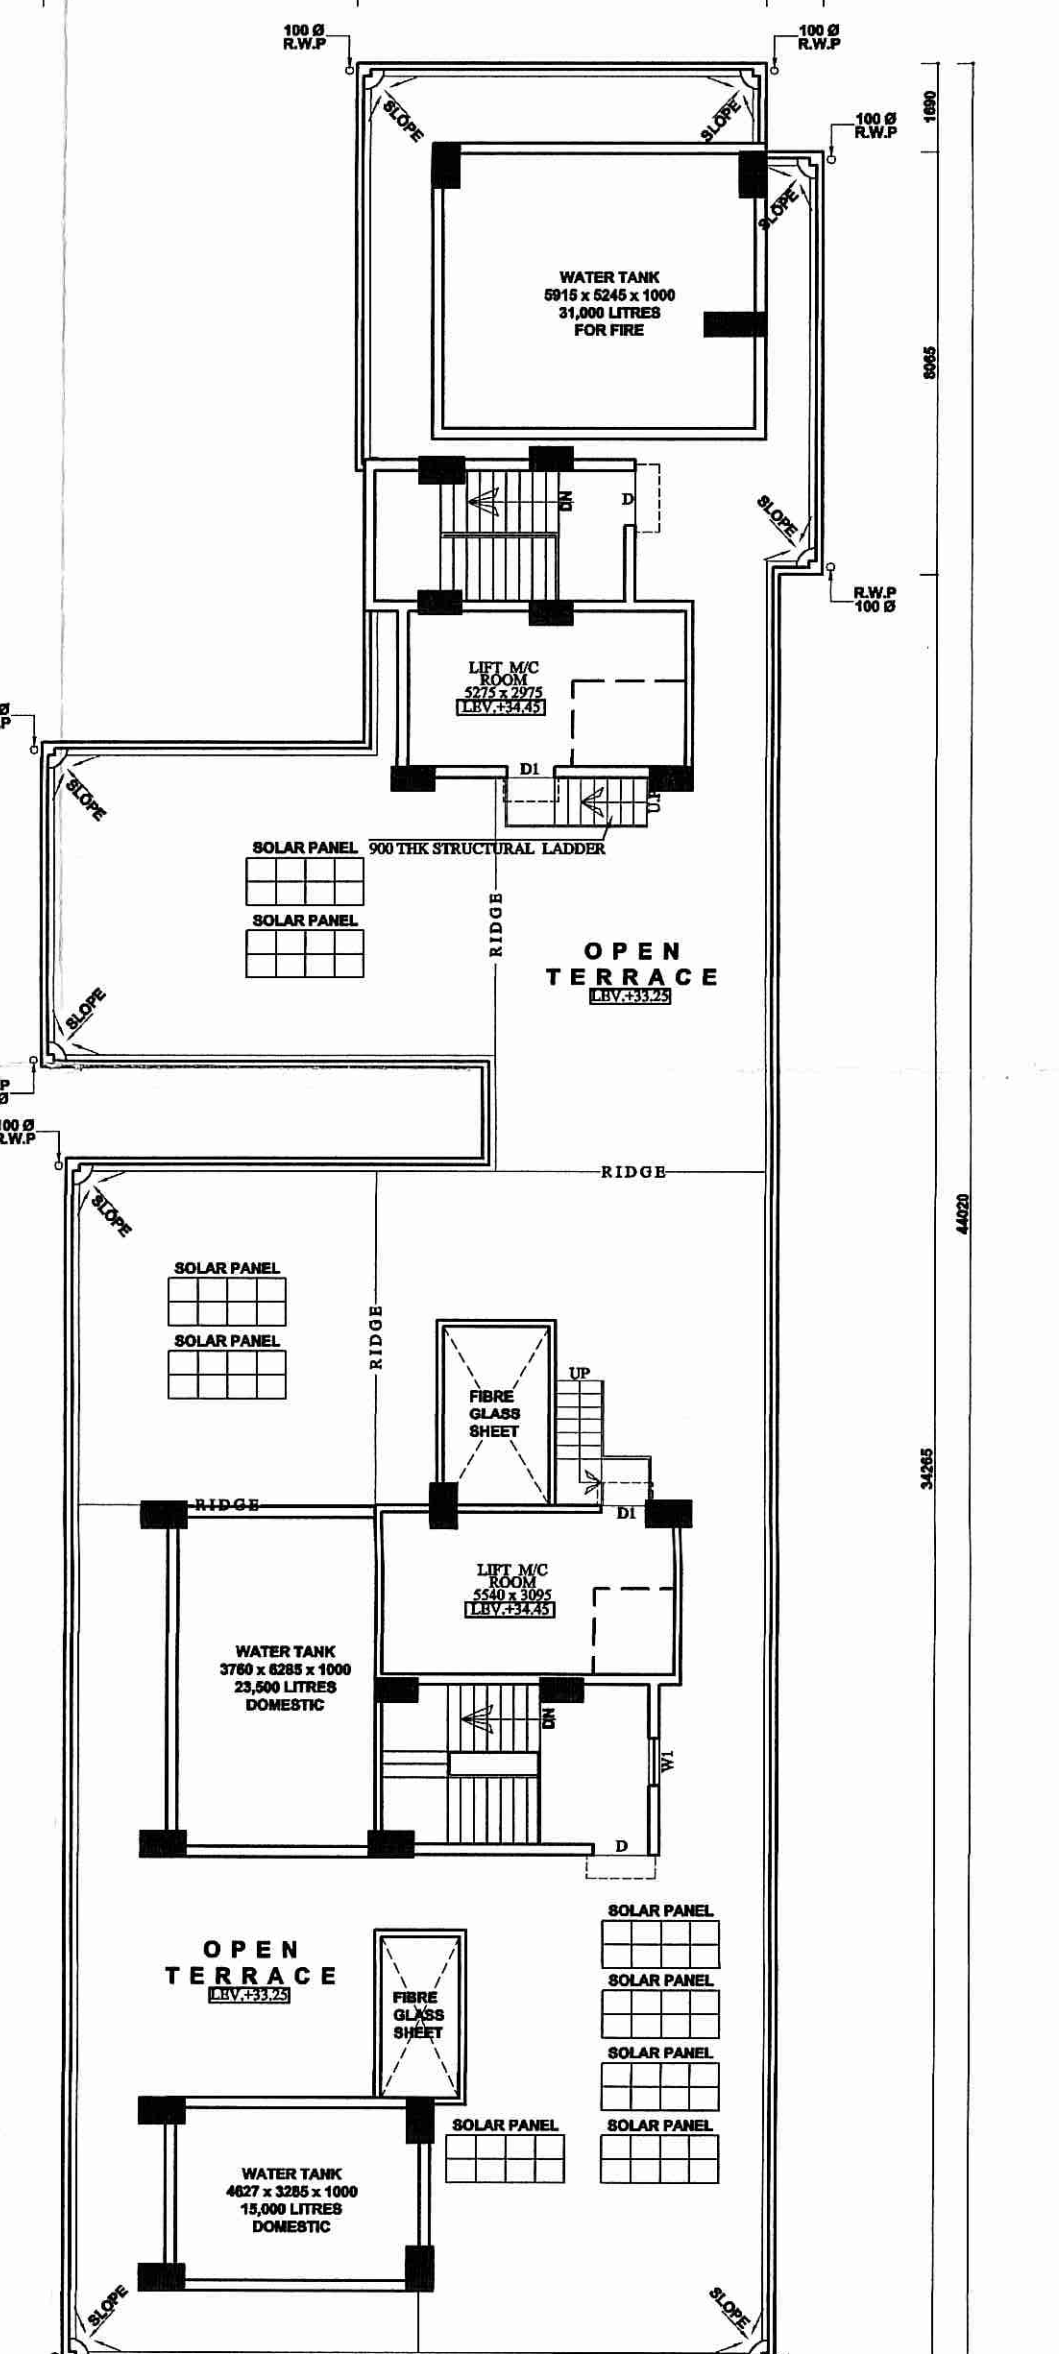 100 Ø
R.W.P
100 Ø
R.W.P
SLOPE
SLOPE
1690
100 Ø
R.W.P
SLOPE
WATER TANK
5915 x 5245 x 1000
31,000 LITRES
FOR FIRE
8065
DN
D
SLOPE
R.W.P
100 Ø
LIFT M/C
ROOM
5275 x 2975
LEV.+34.45
D1
U.P
SLOPE
900 THK STRUCTURAL LADDER
SOLAR PANEL
SOLAR PANEL
RIDGE
OPEN
TERRACE
LEV.+33.25
SLOPE
100 Ø
R.W.P
SLOPE
RIDGE
44020
SOLAR PANEL
SOLAR PANEL
RIDGE
FIBRE
GLASS
SHEET
UP
34265
RIDGE
D1
LIFT M/C
ROOM
5540 x 3095
LEV.+34.45
WATER TANK
3760 x 6285 x 1000
23,500 LITRES
DOMESTIC
DN
W1
D
SOLAR PANEL
OPEN
TERRACE
LEV.+33.25
SOLAR PANEL
FIBRE
GLASS
SHEET
SOLAR PANEL
SOLAR PANEL
SOLAR PANEL
WATER TANK
4627 x 3285 x 1000
15,000 LITRES
DOMESTIC
SLOPE
SLOPE